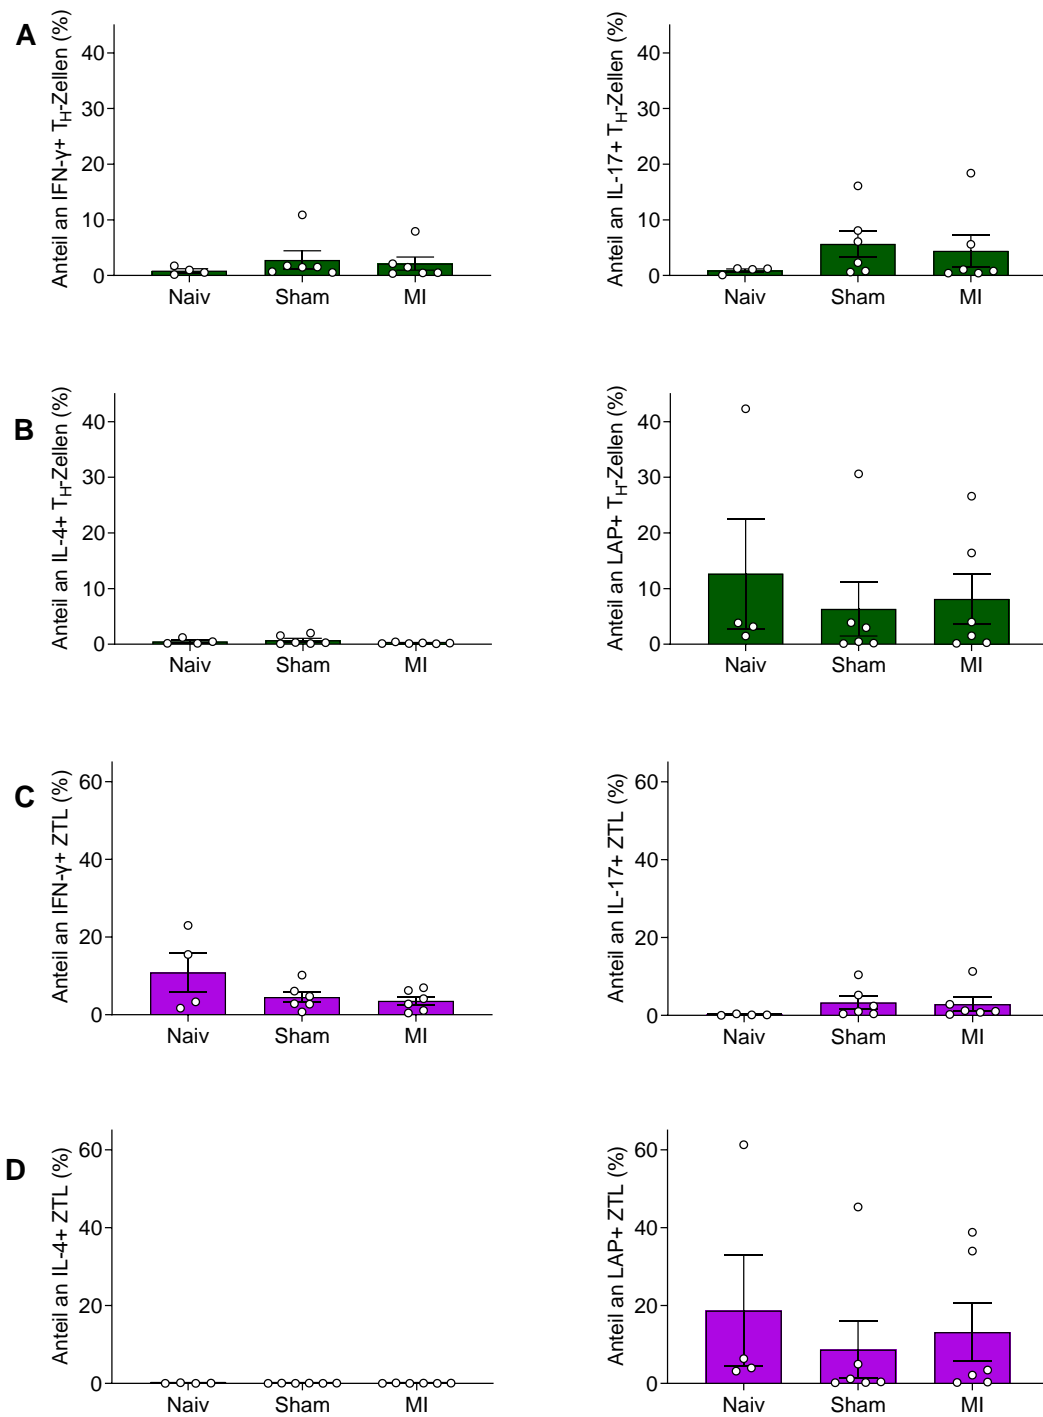 A
Anteil an IFN-γ+ T_H-Zellen (%)
40
30
20
10
0
Naiv Sham MI
Anteil an IL-17+ T_H-Zellen (%)
40
30
20
10
0
Naiv Sham MI
B
Anteil an IL-4+ T_H-Zellen (%)
40
30
20
10
0
Naiv Sham MI
Anteil an LAP+ T_H-Zellen (%)
40
30
20
10
0
Naiv Sham MI
C
Anteil an IFN-γ+ ZTL (%)
60
40
20
0
Naiv Sham MI
Anteil an IL-17+ ZTL (%)
60
40
20
0
Naiv Sham MI
D
Anteil an IL-4+ ZTL (%)
60
40
20
0
Naiv Sham MI
Anteil an LAP+ ZTL (%)
60
40
20
0
Naiv Sham MI